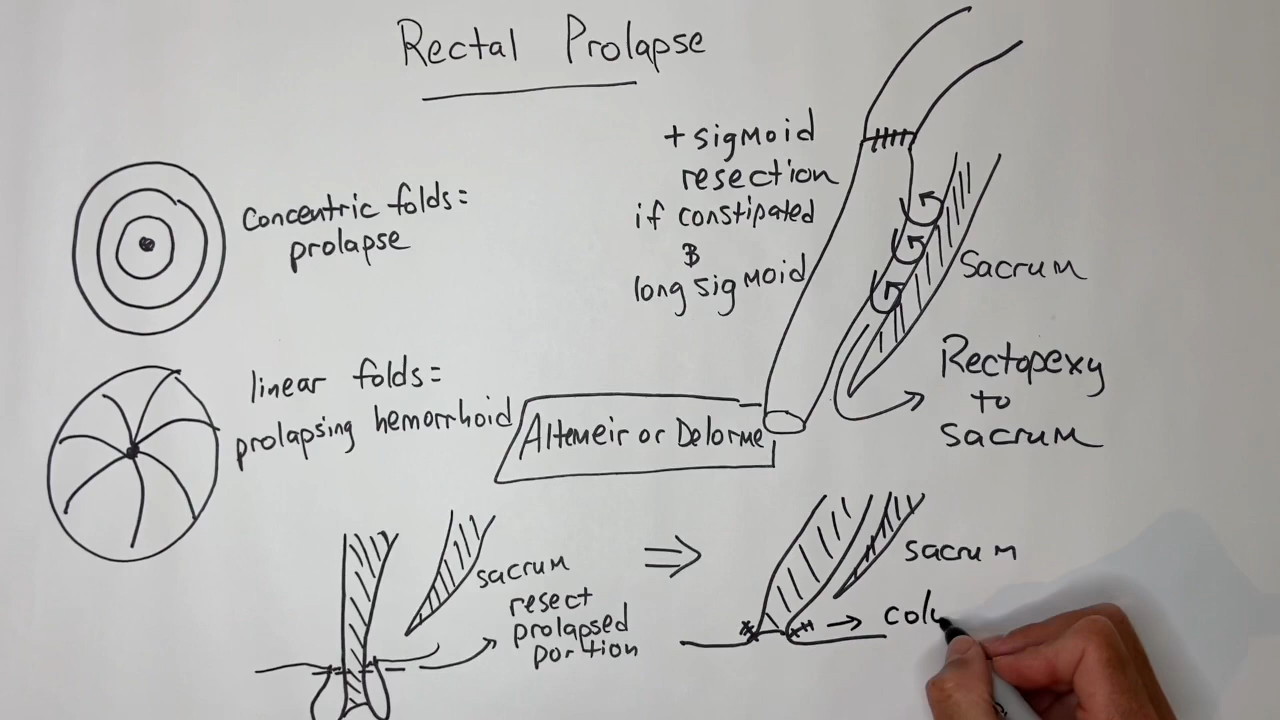 Rectal Prolapse
+ sigmoid
resection
if constipated
&
long sigmoid
concentric folds=
prolapse
sacrum
linear folds=
prolapsing hemorrhoid
Rectopexy
to
sacrum
Altemeir or Delorme
sacrum
resect
prolapsed
portion
sacrum